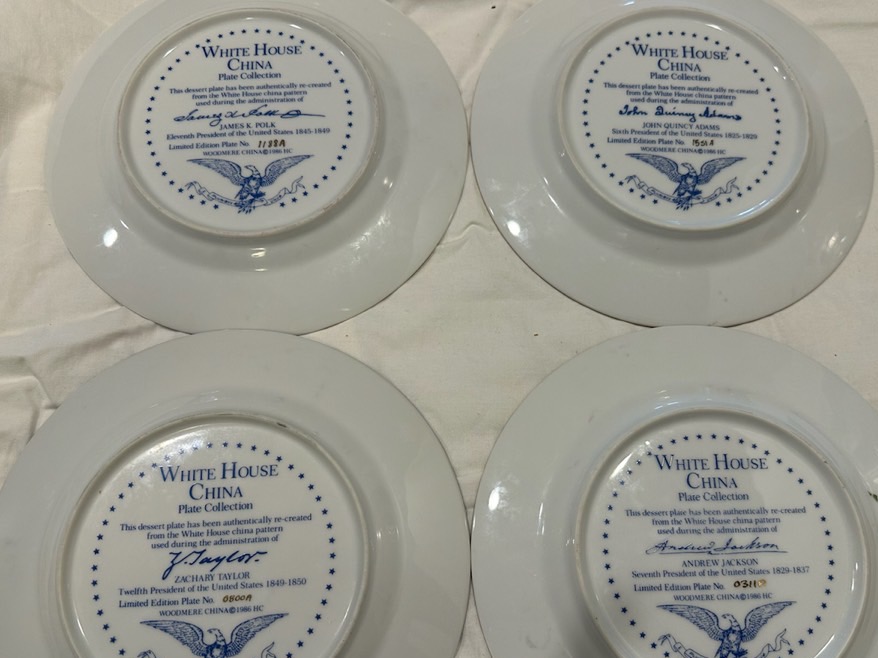 WHITE HOUSE
CHINA
Plate Collection
This dessert plate has been authentically re-created
from the White House china pattern
used during the administration of
James K. Polk
JAMES K. POLK
Eleventh President of the United States 1845-1849
Limited Edition Plate No. 1188A
WOODMERE CHINA©1986 HC
WHITE HOUSE
CHINA
Plate Collection
This dessert plate has been authentically re-created
from the White House china pattern
used during the administration of
John Quincy Adams
JOHN QUINCY ADAMS
Sixth President of the United States 1825-1829
Limited Edition Plate No. 1551A
WOODMERE CHINA©1986 HC
WHITE HOUSE
CHINA
Plate Collection
This dessert plate has been authentically re-created
from the White House china pattern
used during the administration of
Z. Taylor.
ZACHARY TAYLOR
Twelfth President of the United States 1849-1850
Limited Edition Plate No. 0800A
WOODMERE CHINA©1986 HC
WHITE HOUSE
CHINA
Plate Collection
This dessert plate has been authentically re-created
from the White House china pattern
used during the administration of
Andrew Jackson
ANDREW JACKSON
Seventh President of the United States 1829-1837
Limited Edition Plate No.
WOODMERE CHINA©1986 HC